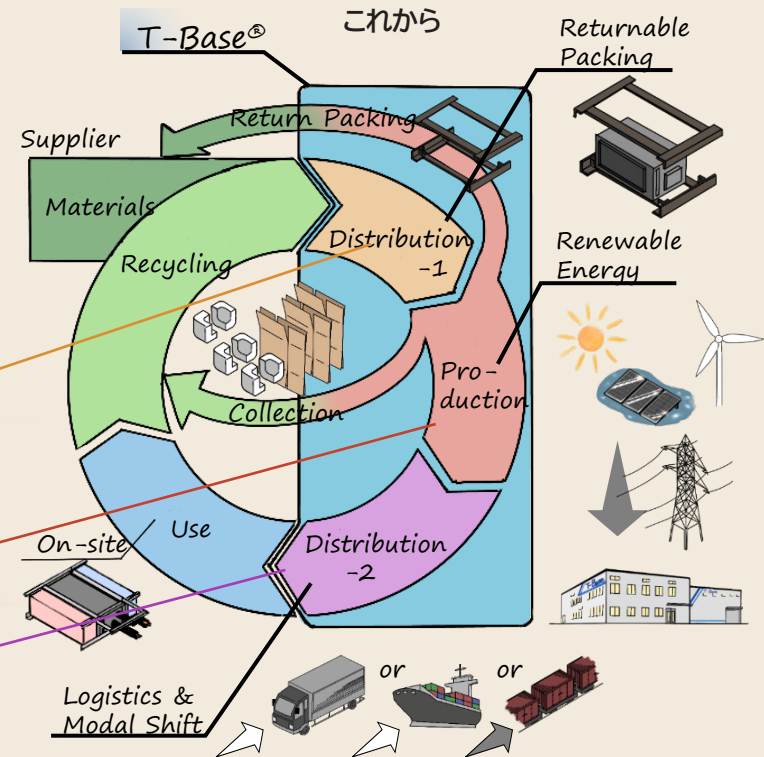 これから
T-Base®
Returnable
Packing
Return Packing
Supplier
Materials
Distribution
-1
Recycling
Renewable
Energy
Pro-
duction
Collection
Use
On-site
Distribution
-2
or
or
Logistics &
Modal Shift